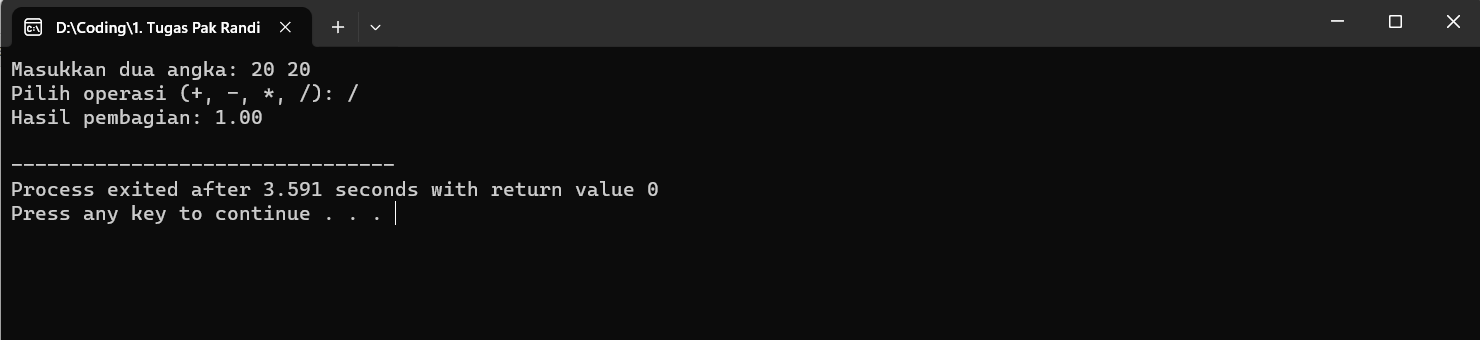 D:\Coding\1. Tugas Pak Randi
Masukkan dua angka: 20 20
Pilih operasi (+, -, *, /): /
Hasil pembagian: 1.00
--------------------------------
Process exited after 3.591 seconds with return value 0
Press any key to continue . . .